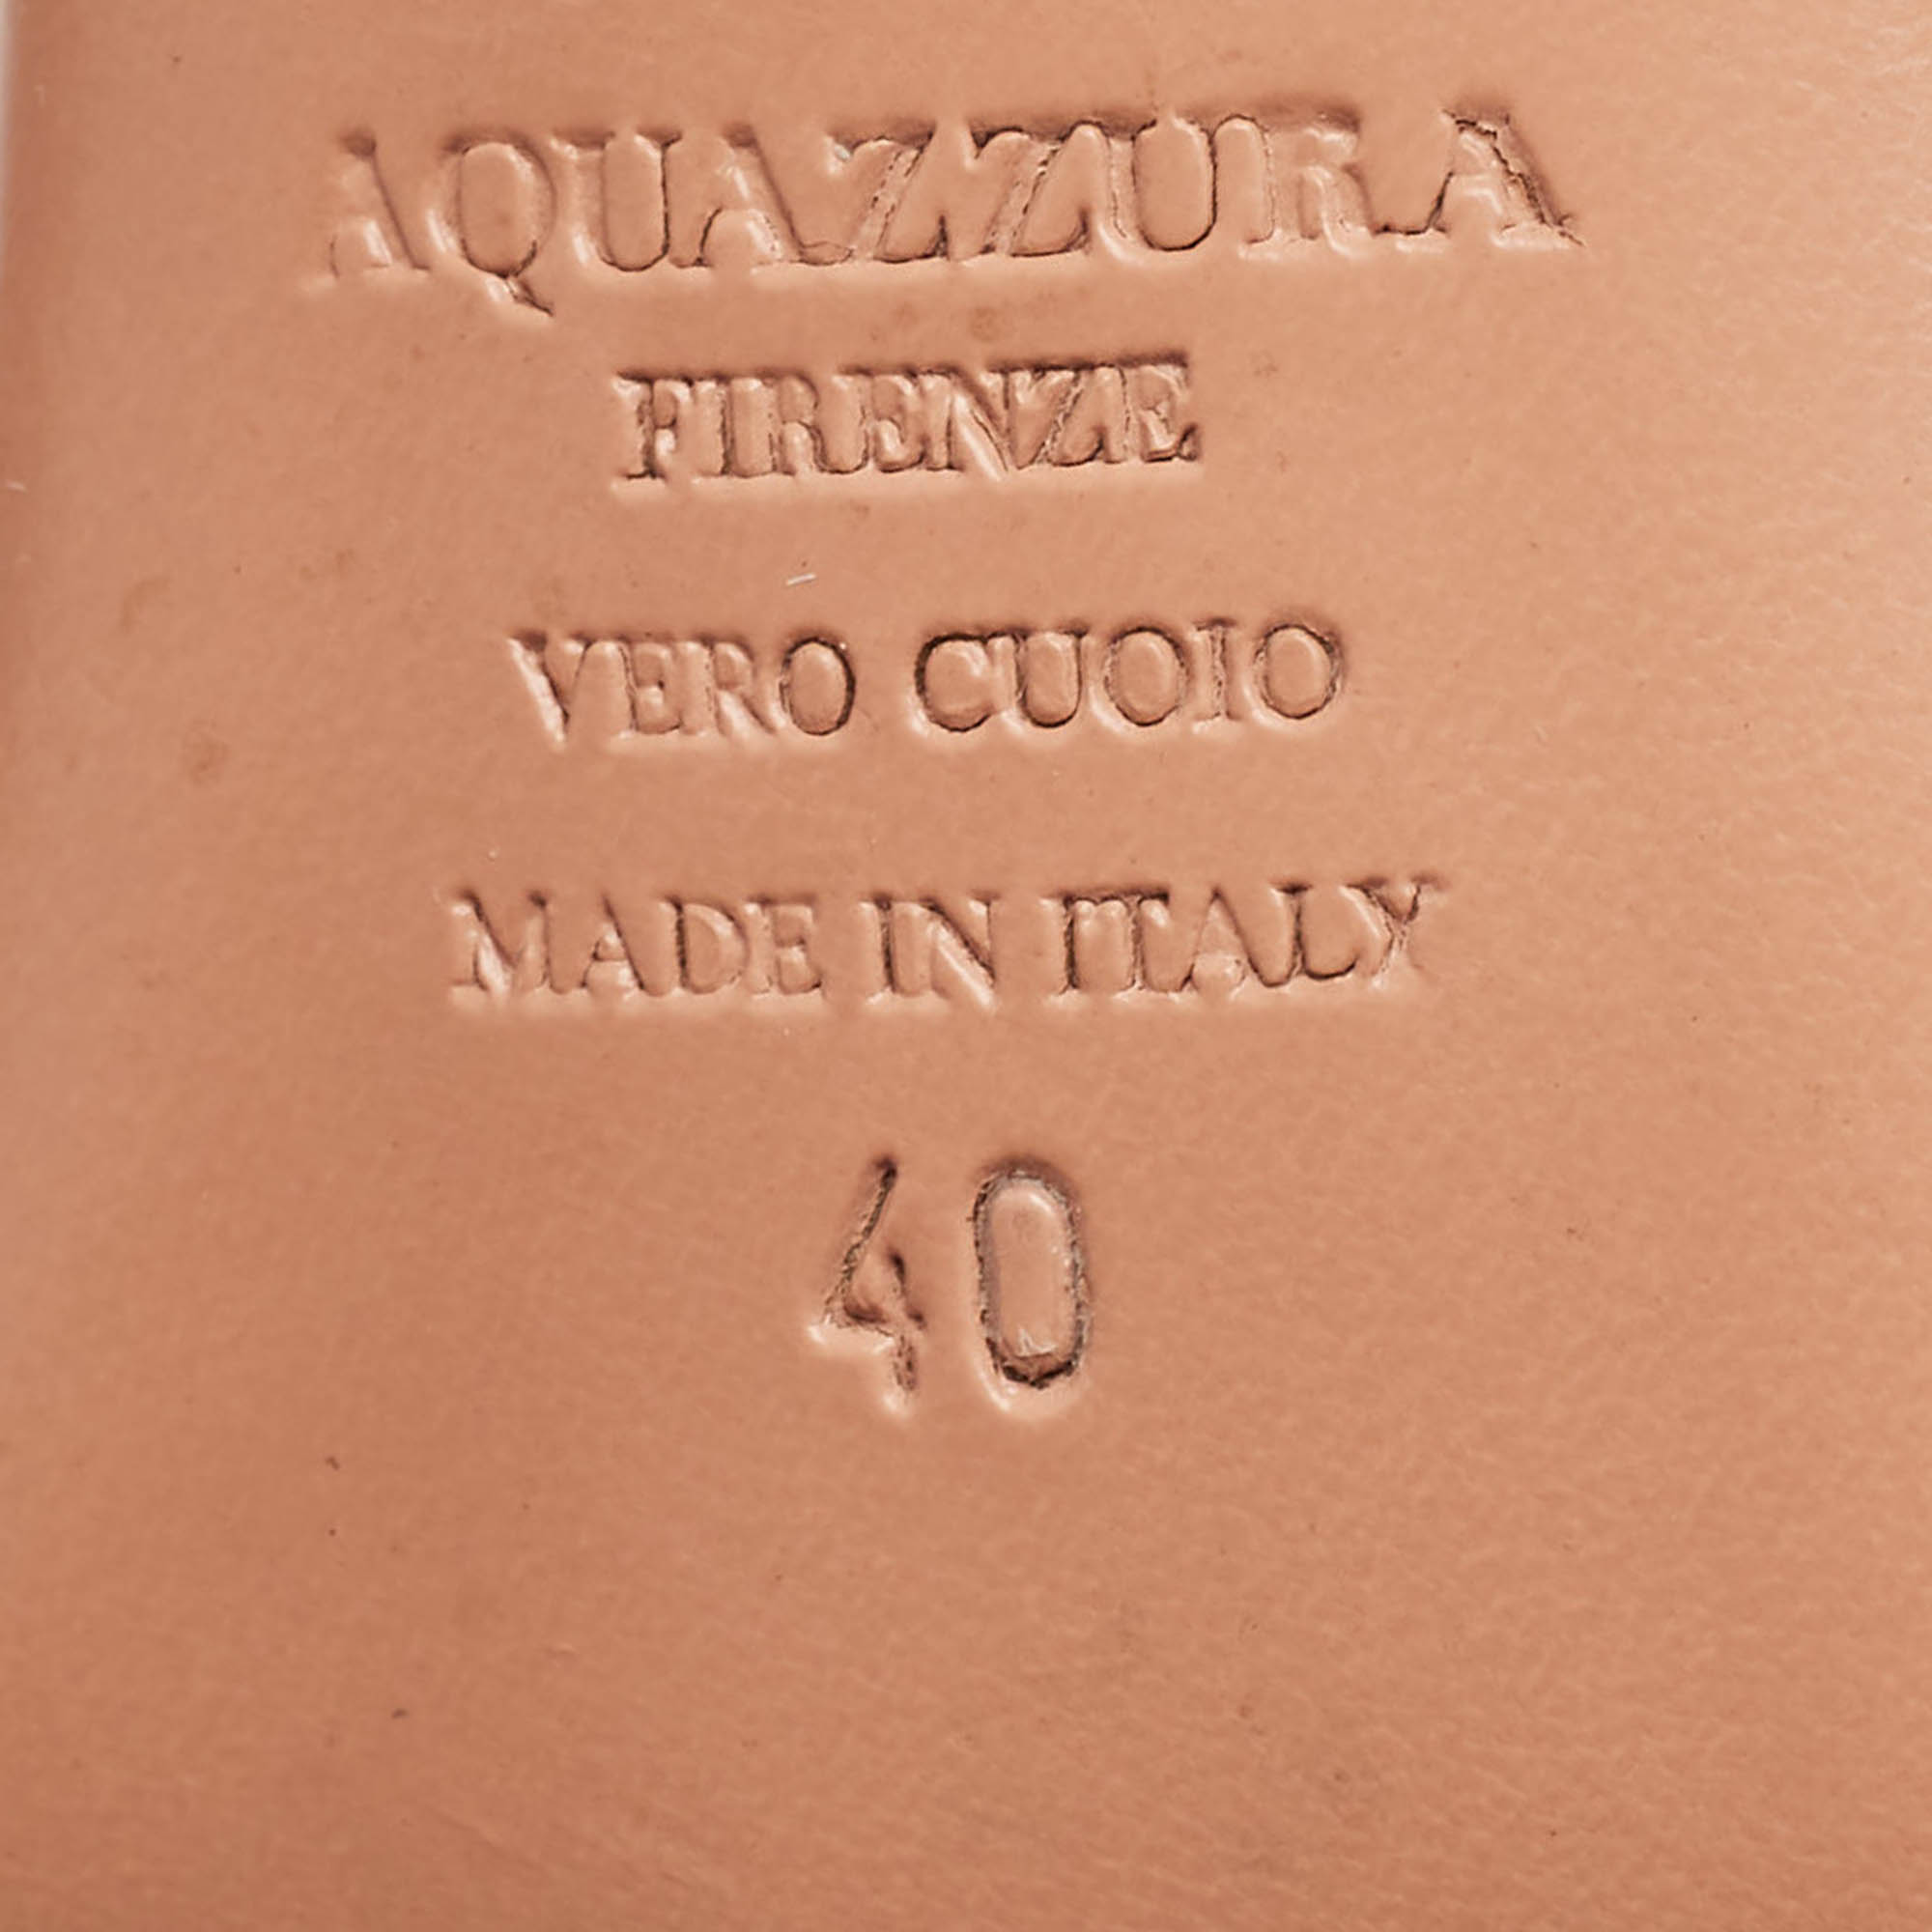 AQUAZZURA
FIRENZE
VERO CUOIO
MADE IN ITALY
40